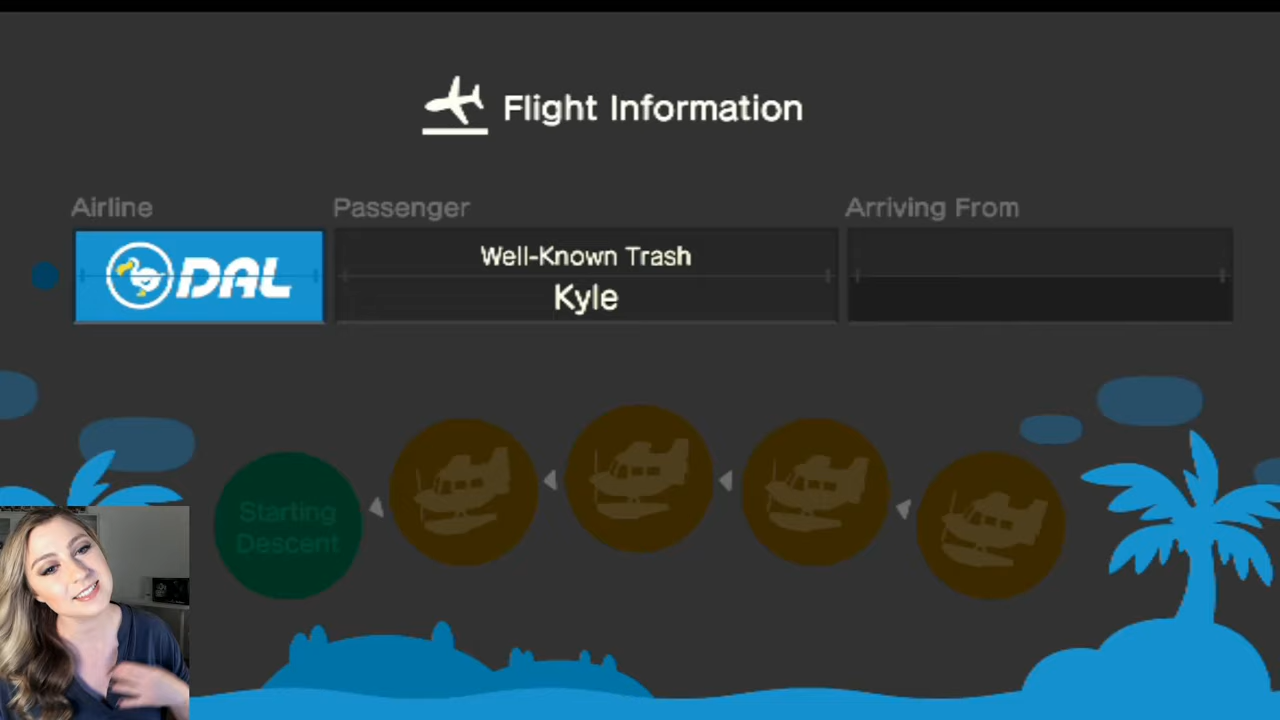 Flight Information
Airline
Passenger
Arriving From
DAL
Well-Known Trash
Kyle
Starting
Descent